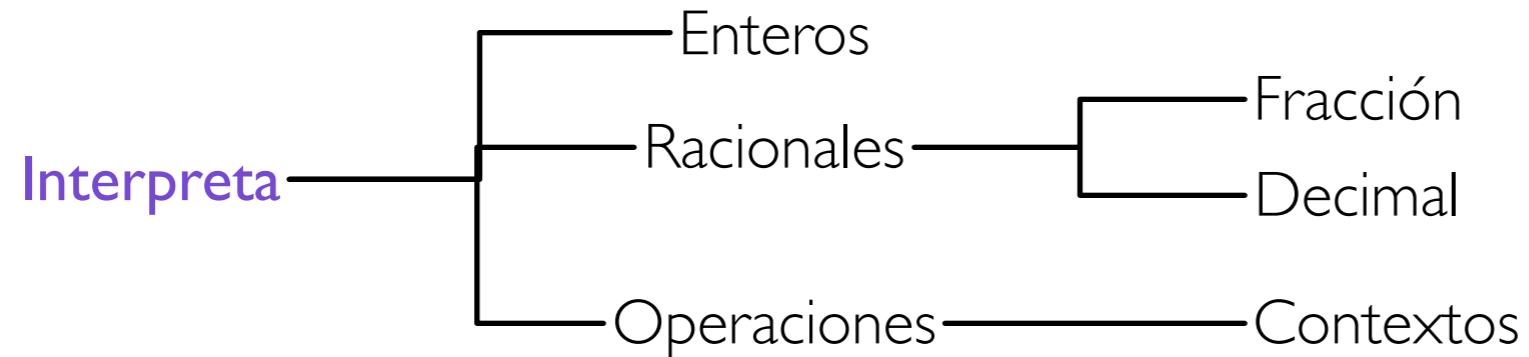 Interpreta
Enteros
Racionales
Fracción
Decimal
Operaciones
Contextos